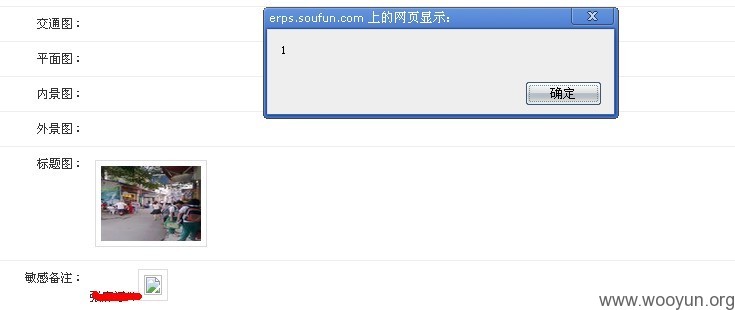 交通图：
erps.soufun.com 上的网页显示：
1
平面图：
确定
内景图：
外景图：
标题图：
敏感备注：
www.wooyun.org